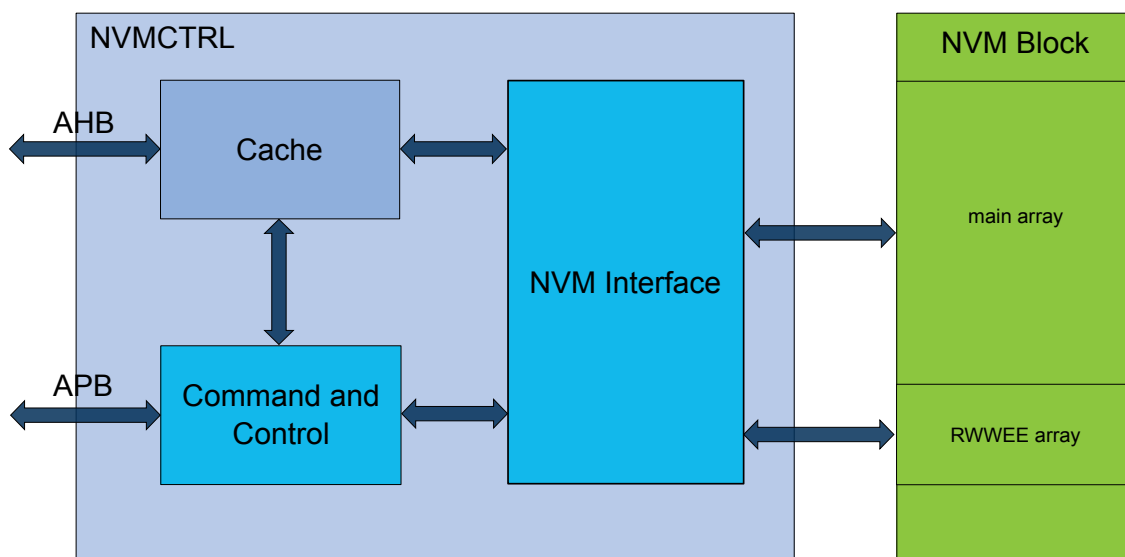 NVMCTRL
NVM Block
AHB
Cache
main array
NVM Interface
APB
Command and
Control
RWWEE array